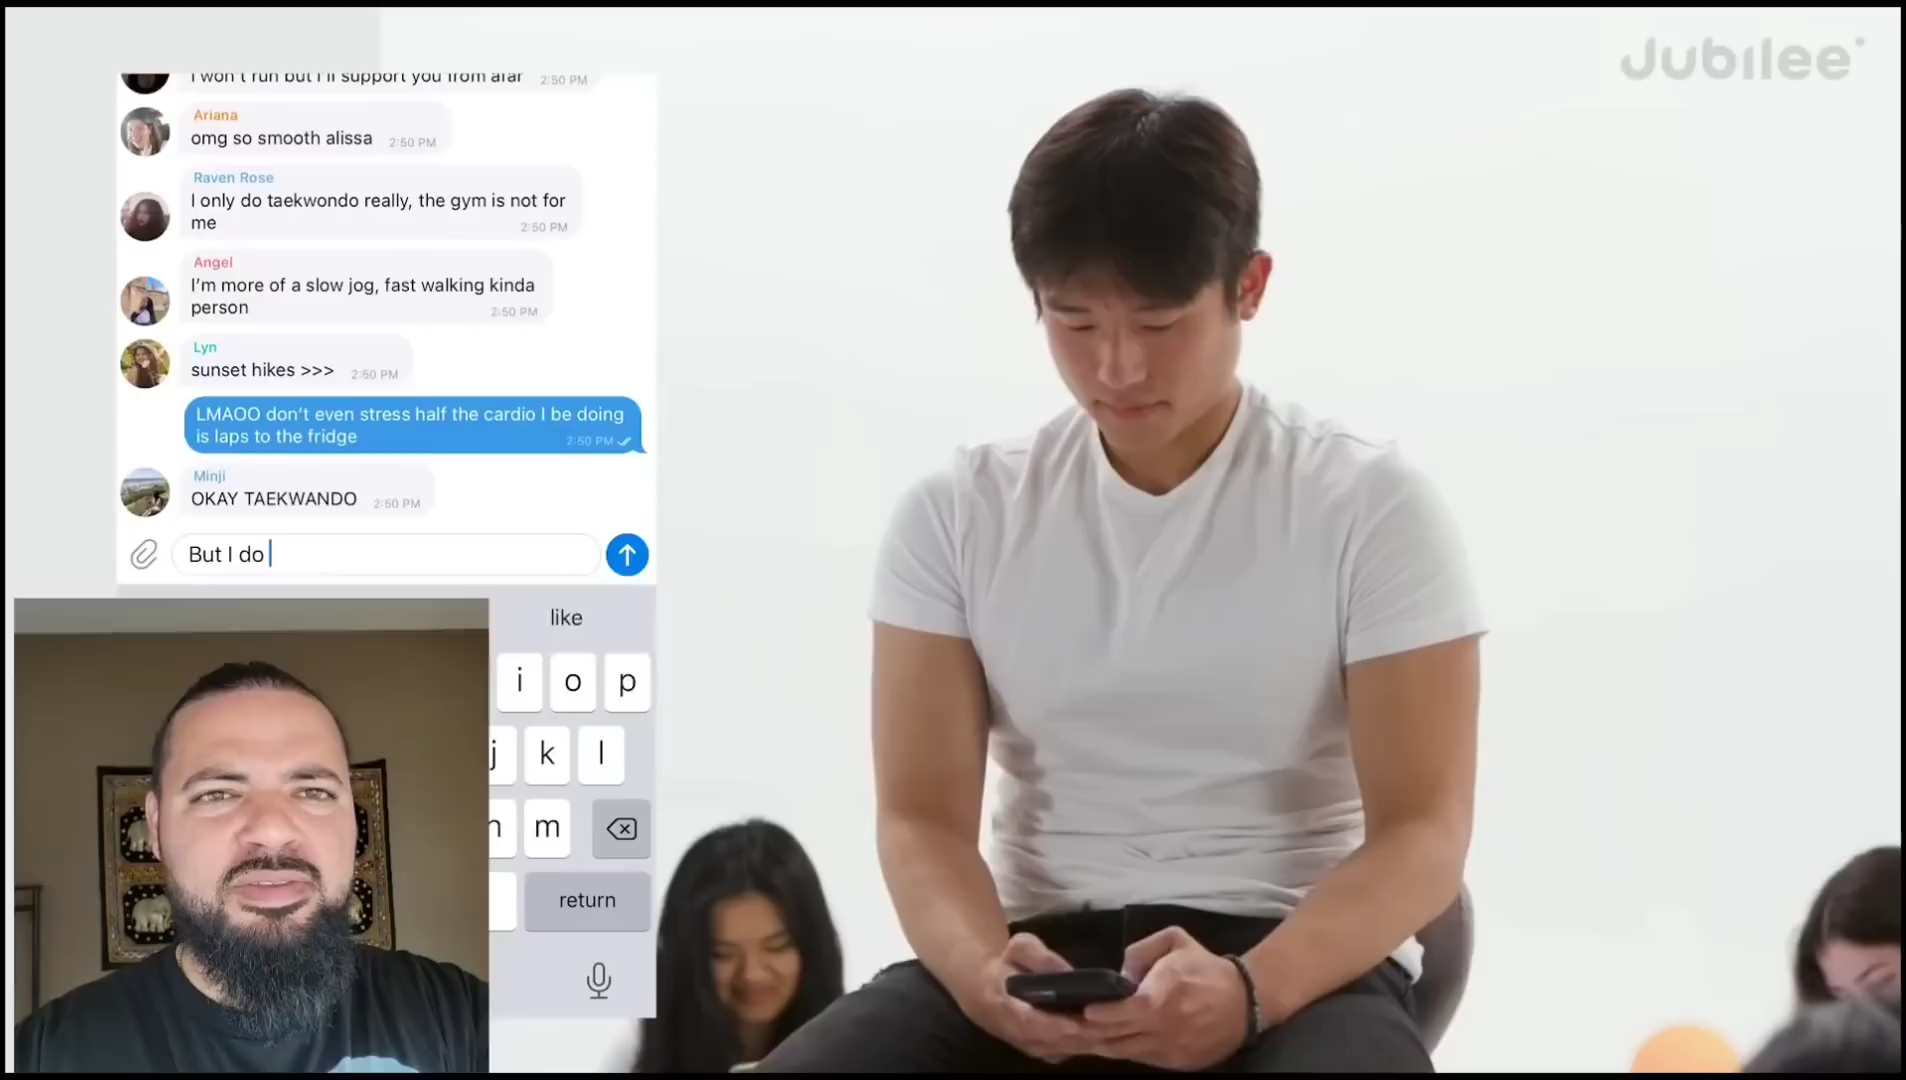 Jubilee
I won't run but I'll support you from afar 2:50 PM
Ariana
omg so smooth alissa 2:50 PM
Raven Rose
I only do taekwondo really, the gym is not for
me 2:50 PM
Angel
I'm more of a slow jog, fast walking kinda
person 2:50 PM
Lyn
sunset hikes >>> 2:50 PM
LMAOO don't even stress half the cardio I be doing
is laps to the fridge 2:50 PM
Minji
OKAY TAEKWANDO 2:50 PM
But I do
like
i o p
j k l
n m
return